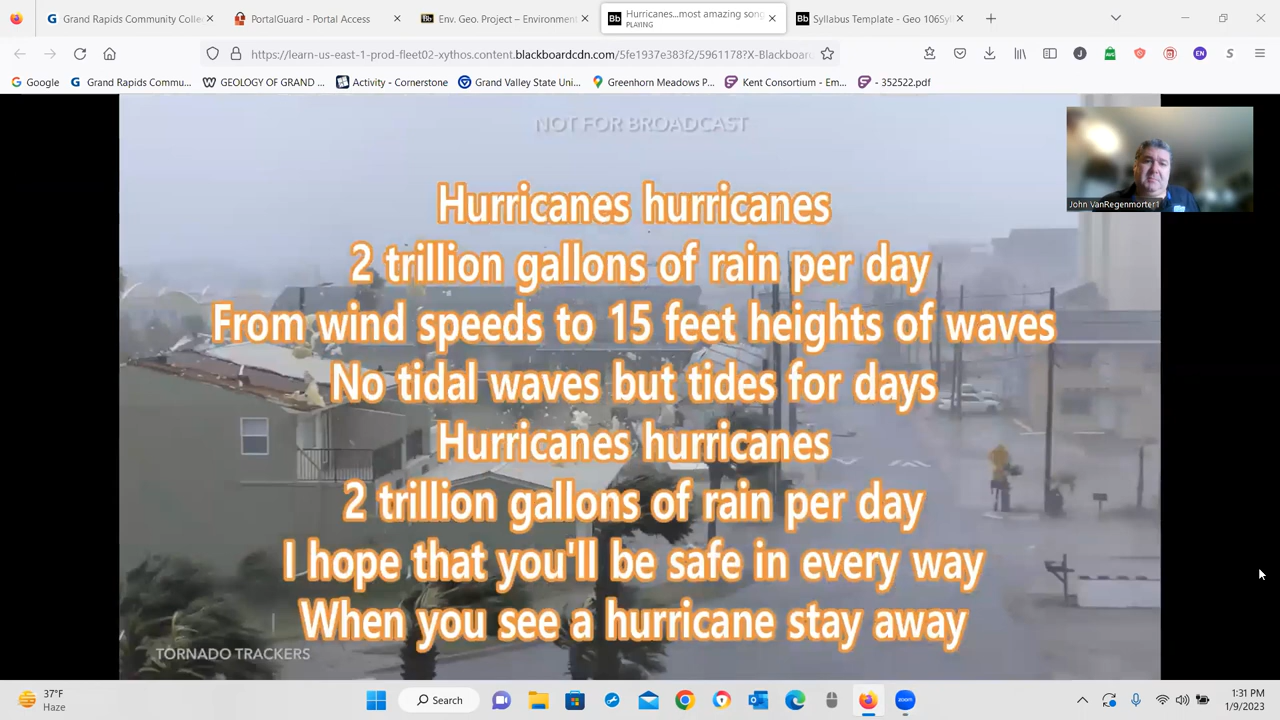 Grand Rapids Community Colle
PortalGuard - Portal Access
Env. Geo. Project – Environment
Hurricanes...most amazing song
PLAYING
Syllabus Template - Geo 106Syl
https://learn-us-east-1-prod-fleet02-xythos.content.blackboardcdn.com/5fe1937e383f2/5961178?X-Blackboard
Google
Grand Rapids Commu...
GEOLOGY OF GRAND ...
Activity - Cornerstone
Grand Valley State Uni...
Greenhorn Meadows P...
Kent Consortium - Em...
- 352522.pdf
NOT FOR BROADCAST
John VanRegenmorter1
Hurricanes hurricanes
2 trillion gallons of rain per day
From wind speeds to 15 feet heights of waves
No tidal waves but tides for days
Hurricanes hurricanes
2 trillion gallons of rain per day
I hope that you'll be safe in every way
When you see a hurricane stay away
TORNADO TRACKERS
37°F
Haze
Search
zoom
1:31 PM
1/9/2023